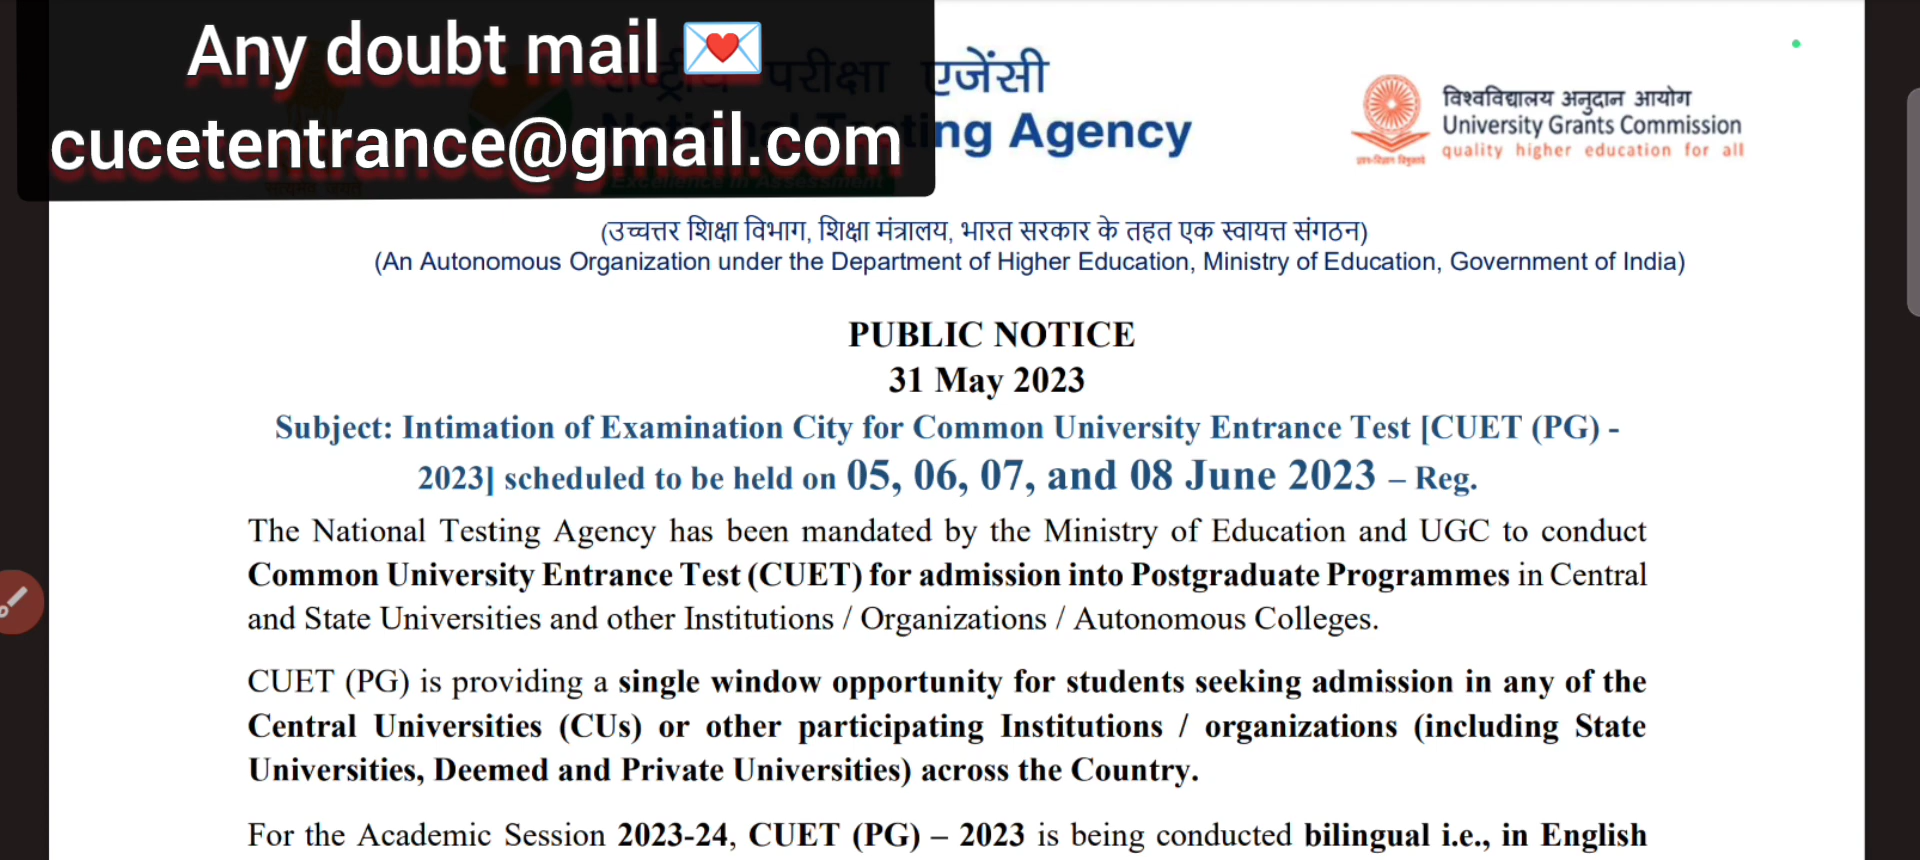 Any doubt mail 💌
cucetentrance@gmail.com
परीक्षा एजेंसी
National Testing Agency
Excellence in Assessment
विश्वविद्यालय अनुदान आयोग
University Grants Commission
quality higher education for all
(उच्चत्तर शिक्षा विभाग, शिक्षा मंत्रालय, भारत सरकार के तहत एक स्वायत्त संगठन)
(An Autonomous Organization under the Department of Higher Education, Ministry of Education, Government of India)
PUBLIC NOTICE
31 May 2023
Subject: Intimation of Examination City for Common University Entrance Test [CUET (PG) -
2023] scheduled to be held on 05, 06, 07, and 08 June 2023 – Reg.
The National Testing Agency has been mandated by the Ministry of Education and UGC to conduct
Common University Entrance Test (CUET) for admission into Postgraduate Programmes in Central
and State Universities and other Institutions / Organizations / Autonomous Colleges.
CUET (PG) is providing a single window opportunity for students seeking admission in any of the
Central Universities (CUs) or other participating Institutions / organizations (including State
Universities, Deemed and Private Universities) across the Country.
For the Academic Session 2023-24, CUET (PG) – 2023 is being conducted bilingual i.e., in English